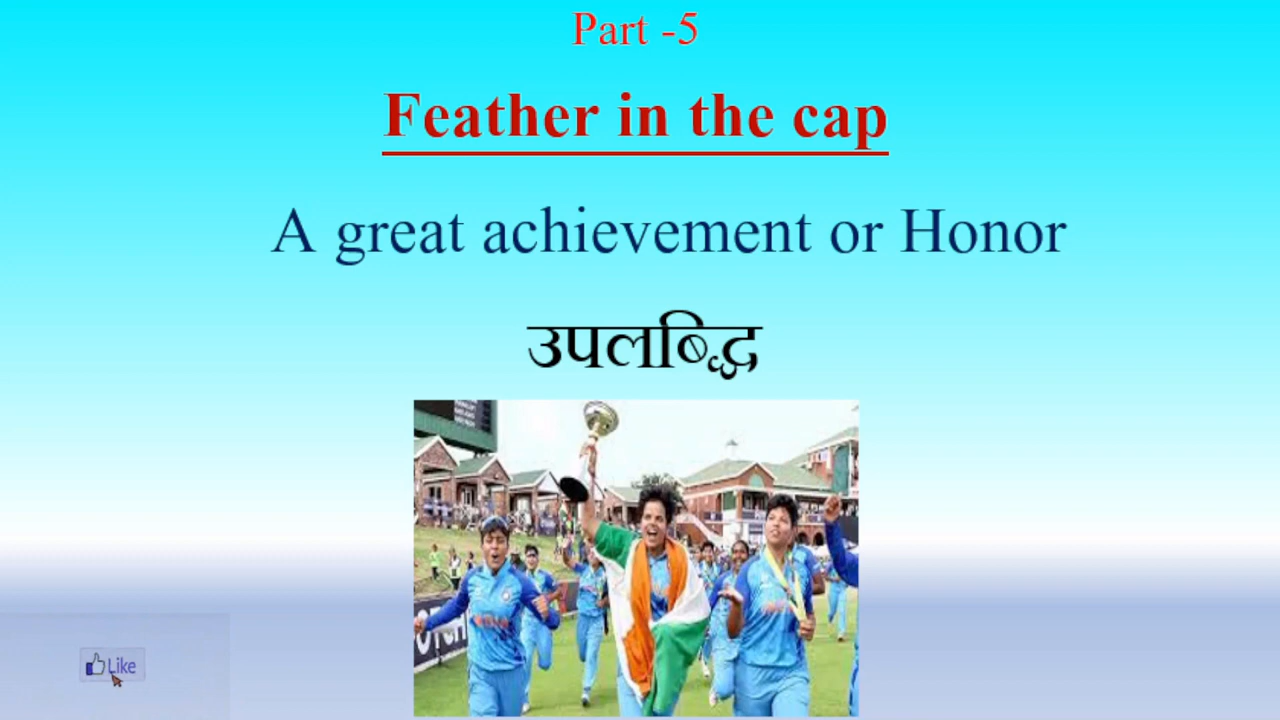 Part -5
Feather in the cap
A great achievement or Honor
उपलब्द्धि
Like